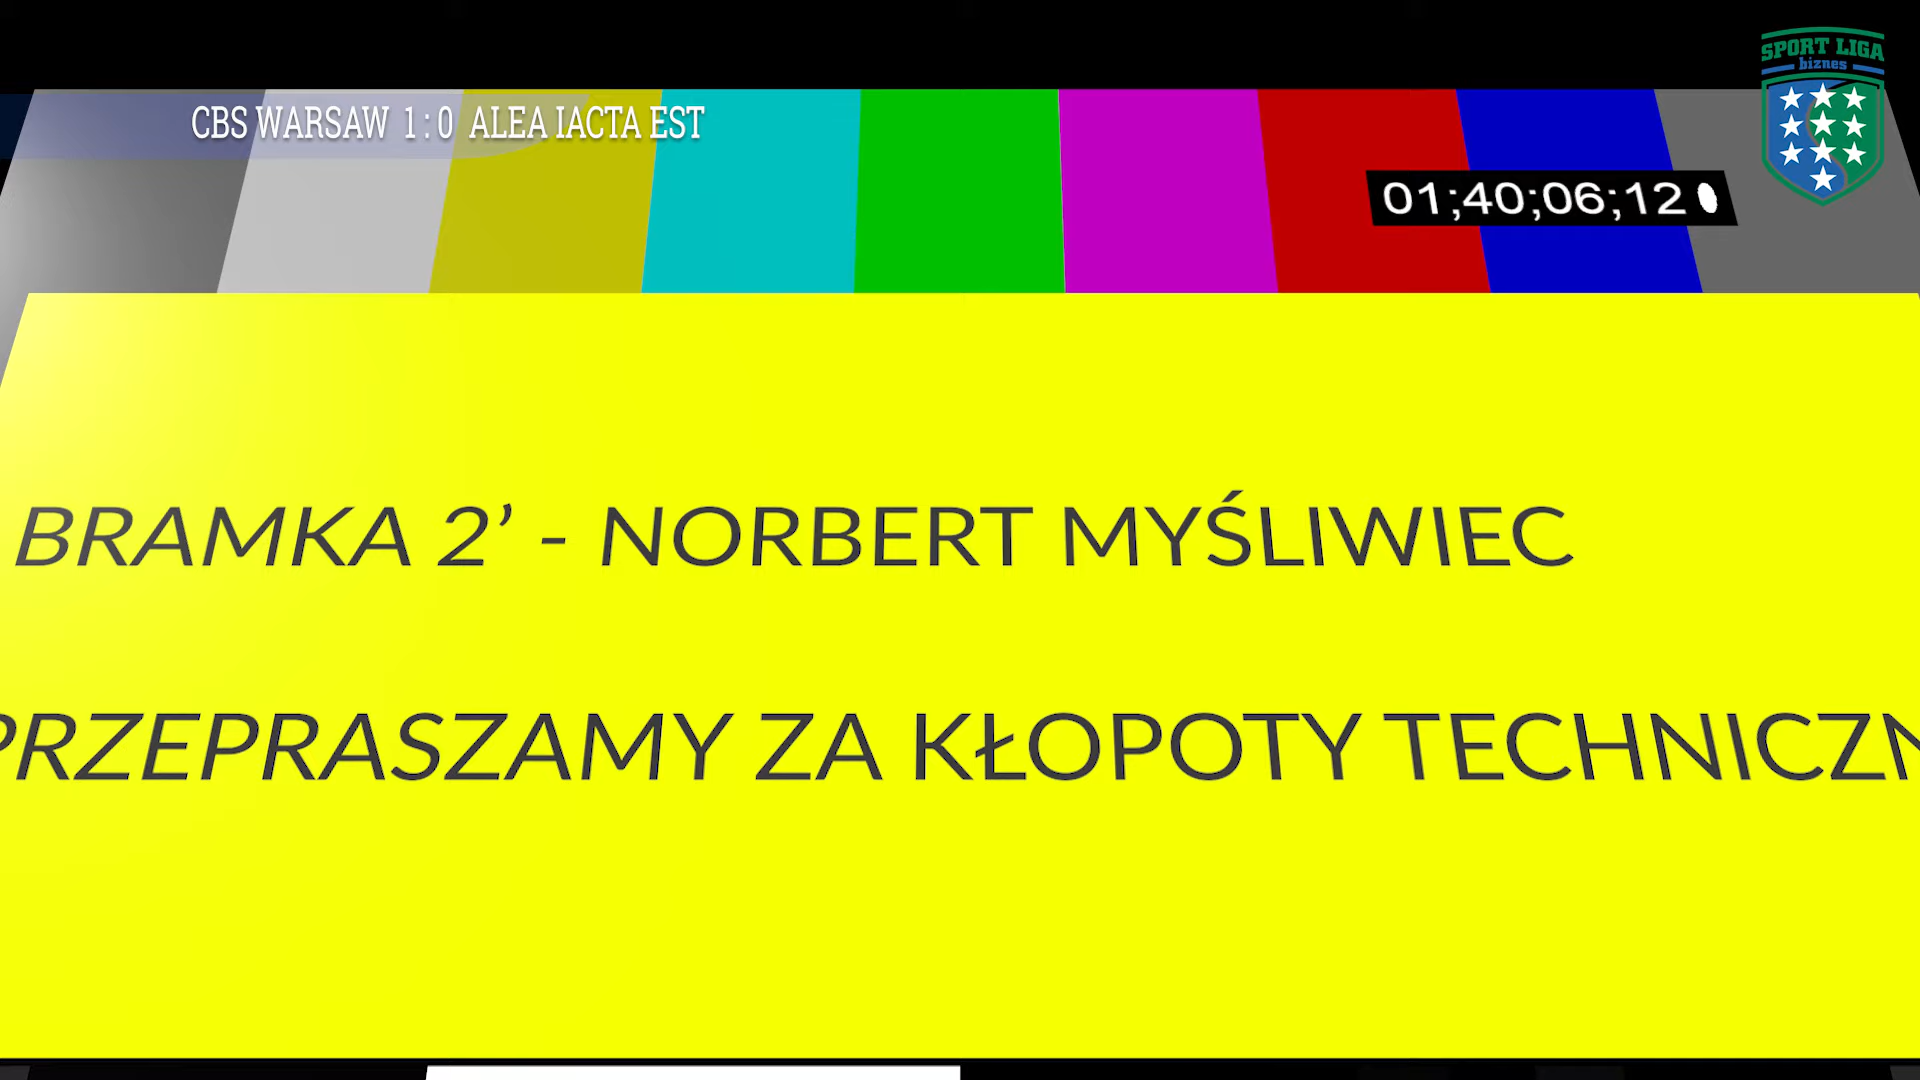 SPORT LIGA
biznes
CBS WARSAW 1:0 ALEA IACTA EST
01;40;06;12
BRAMKA 2’ - NORBERT MYŚLIWIEC
PRZEPRASZAMY ZA KŁOPOTY TECHNICZN